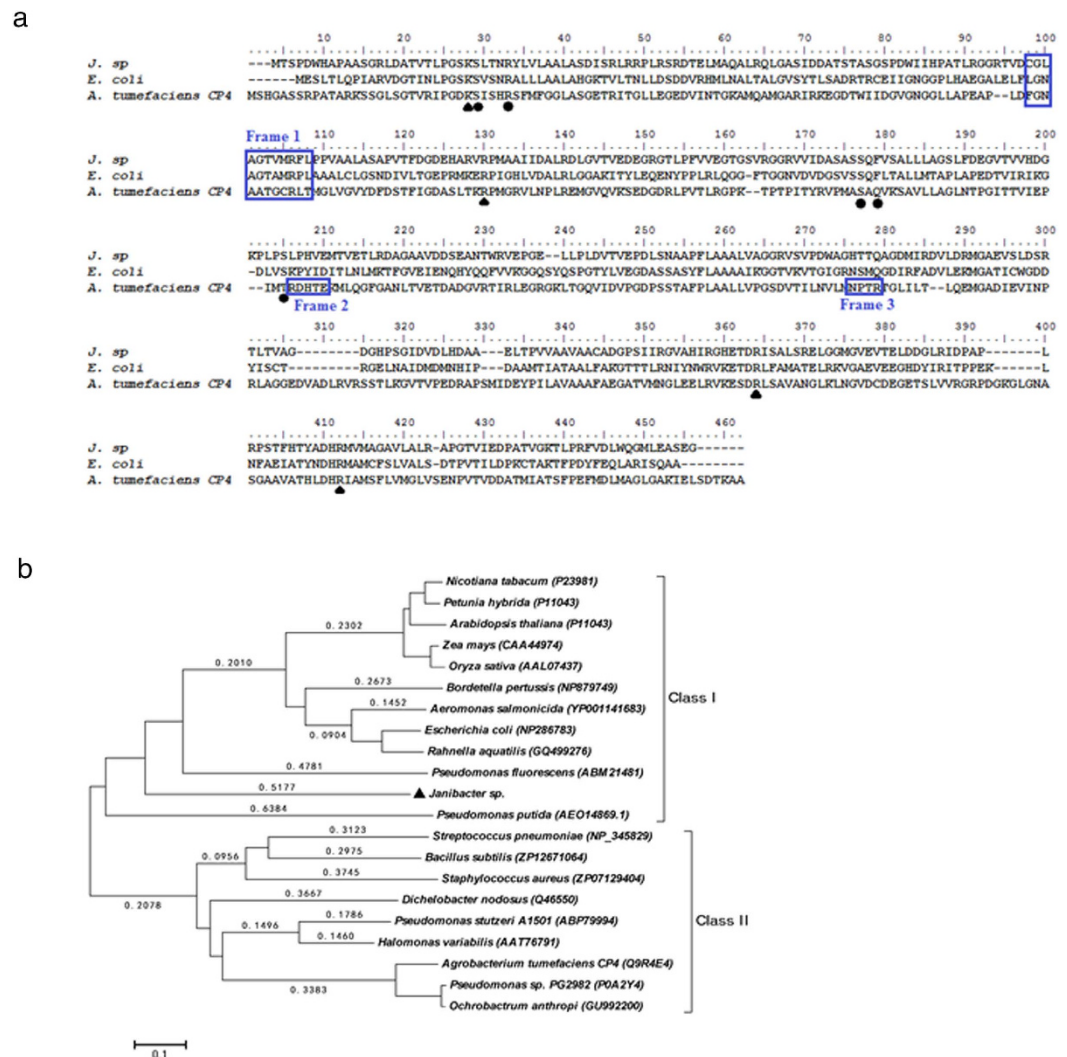 a
10 20 30 40 50 60 70 80 90 100
J. sp ---MTSPDWHAPAASGRLDATVTLPGSKSLTNRYLVLAALASDISRLRRPLRSRDTELMAQALRQLGASIDDATSTASGSPDWIIHPATLRGGRTVDCGL
E. coli ------MESLTLQPIARVDGTINLPGSKSVSNRALLLAALAHGKTVLTNLLDSDDVRHMLNALTALGVSYTLSADRTRCEIIGNGGPLHAEGALELFLGN
A. tumefaciens CP4 MSHGASSRPATARKSSGLSGTVRIPGDKSISHRSFMFGGLASGETRITGLLEGEDVINTGKAMQAMGARIRKEGDTWIIDGVGNGGLLAPEAP--LDFGN
Frame 1
110 120 130 140 150 160 170 180 190 200
J. sp AGTVMRFLPPVAALASAPVTFDGDEHARVRPMAAIIDALRDLGVTVEDEGRGTLPFVVEGTGSVRGGRVVIDASASSQFVSALLLAGSLFDEGVTVVHDG
E. coli AGTAMRPLAAALCLGSNDIVLTGEPRMKERPIGHLVDALRLGGAKITYLEQENYPPLRLQGG-FTGGNVDVDGSVSSQFLTALLMTAPLAPEDTVIRIKG
A. tumefaciens CP4 AATGCRLTMGLVGVYDFDSTFIGDASLTKRPMGRVLNPLREMGVQVKSEDGDRLPVTLRGPK-TPTPITYRVPMASAQVKSAVLLAGLNTPGITTVIEP
210 220 230 240 250 260 270 280 290 300
J. sp KPLPSLPHVEMTVETLRDAGAAVDDSEANTWRVEPGE--LLPLDVTVEPDLSNAAPFLAAALVAGGRVSVPDWAGHTTQAGDMIRDVLDRMGAEVSLDSR
E. coli -DLVSKPYIDITLNLMKTFGVEIENQHYQQFVVKGGQSYQSPGTYLVEGDASSASYFLAAAAIKGGTVKVTGIGRNSMQGDIRFADVLEKMGATICWGDD
A. tumefaciens CP4 --IMTRDHTEKMLQGFGANLTVETDADGVRTIRLEGRGKLTGQVIDVPGDPSSTAFPLAAALLVPGSDVTILNVLMNPTRTGLILT--LQEMGADIEVINP
Frame 2 Frame 3
310 320 330 340 350 360 370 380 390 400
J. sp TLTVAG--------DGHPSGIDVDLHDAA---ELTPVVAAVAACADGPSIIRGVAHIRGHETDRISALSRELGGMGVEVTELDDGLRIDPAP------L
E. coli YISCT---------RGELNAIDMDMNHIP---DAAMTIATAALFAKGTTTLRNIYNWRVKETDRLFAMATELRKVGAEVEEGHDYIRITPPEK-----L
A. tumefaciens CP4 RLAGGEDVADLRVRSSTLKGVTVPEDRAPSMIDEYPILAVAAAFAEGATVMNGLEELRVKESDRLSAVANGLKLNGVDCDEGETSLVVRGRPDGKGLGNA
410 420 430 440 450 460
J. sp RPSTFHTYADHRMVMAGAVLALR-APGTVIEDPATVGKTLPRFVDLWQGMLEASEG------
E. coli NFAEIATYNDHRMAMCFSLVALS-DTPVTILDPKCTAKTFPDYFEQLARISQAA--------
A. tumefaciens CP4 SGAAVATHLDHRIAMSFLVMGLVSENPVTVDDATMIATSFPEFMDLMAGLGAKIELSDTKAA
b
Nicotiana tabacum (P23981)
Petunia hybrida (P11043)
0.2302
Arabidopsis thaliana (P11043)
Zea mays (CAA44974)
0.2010
Oryza sativa (AAL07437)
0.2673
Bordetella pertussis (NP879749)
Class I
0.1452
Aeromonas salmonicida (YP001141683)
0.0904
Escherichia coli (NP286783)
Rahnella aquatilis (GQ499276)
0.4781
Pseudomonas fluorescens (ABM21481)
0.5177
Janibacter sp.
0.6384
Pseudomonas putida (AEO14869.1)
0.3123
Streptococcus pneumoniae (NP_345829)
0.0956
0.2975
Bacillus subtilis (ZP12671064)
0.3745
Staphylococcus aureus (ZP07129404)
0.2078
0.3667
Dichelobacter nodosus (Q46550)
Class II
0.1496
0.1786
Pseudomonas stutzeri A1501 (ABP79994)
0.1460
Halomonas variabilis (AAT76791)
Agrobacterium tumefaciens CP4 (Q9R4E4)
0.3383
Pseudomonas sp. PG2982 (P0A2Y4)
Ochrobactrum anthropi (GU992200)
0.1